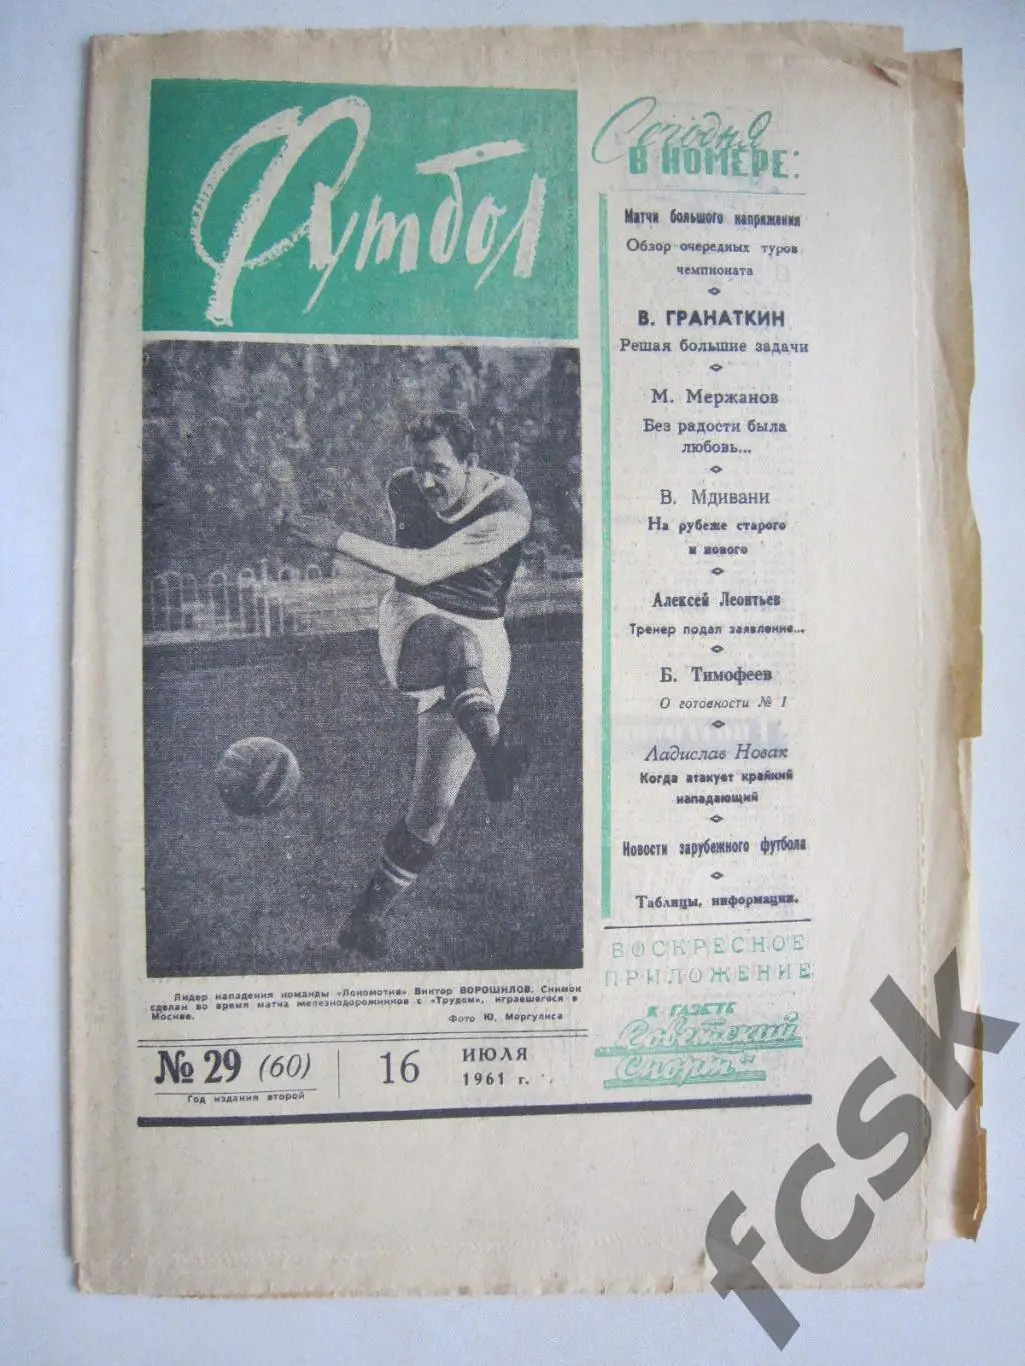 Футбол
Сегодня
В НОМЕРЕ:
Матчи большого напряжения
Обзор очередных туров
чемпионата
В. ГРАНАТКИН
Решая большие задачи
М. Мержанов
Без радости была
любовь...
В. Мдивани
На рубеже старого
и нового
Алексей Леонтьев
Тренер подал заявление...
Б. Тимофеев
О готовности № 1
Ладислав Новак
Когда атакует крайний
нападающий
Новости зарубежного футбола
Таблицы, информации.
ВОСКРЕСНОЕ
ПРИЛОЖЕНИЕ
К ГАЗЕТЕ
Советский
Спорт
Лидер нападения команды «Локомотив» Виктор ВОРОШИЛОВ. Снимок
сделан во время матча железнодорожников с «Трудом», игравшегося в
Москве.
Фото Ю. Моргулиса
№ 29 (60)
Год издания второй
16
ИЮЛЯ
1961 г.
fcsk